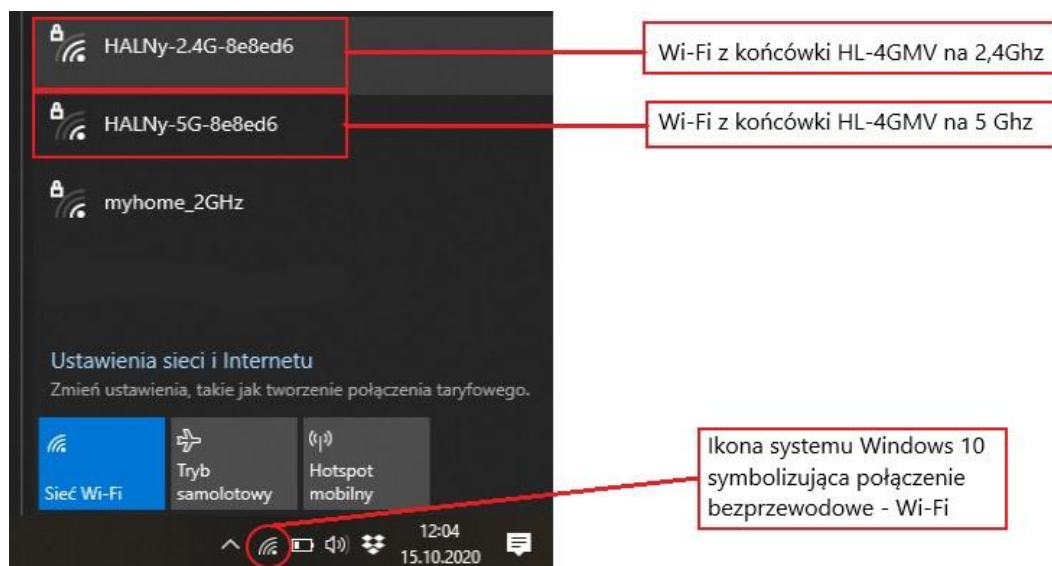 HALNy-2.4G-8e8ed6
Wi-Fi z końcówki HL-4GMV na 2,4Ghz
HALNy-5G-8e8ed6
Wi-Fi z końcówki HL-4GMV na 5 Ghz
myhome_2GHz
Ustawienia sieci i Internetu
Zmień ustawienia, takie jak tworzenie połączenia taryfowego.
Sieć Wi-Fi
Tryb
samolotowy
Hotspot
mobilny
Ikona systemu Windows 10
symbolizująca połączenie
bezprzewodowe - Wi-Fi
12:04
15.10.2020